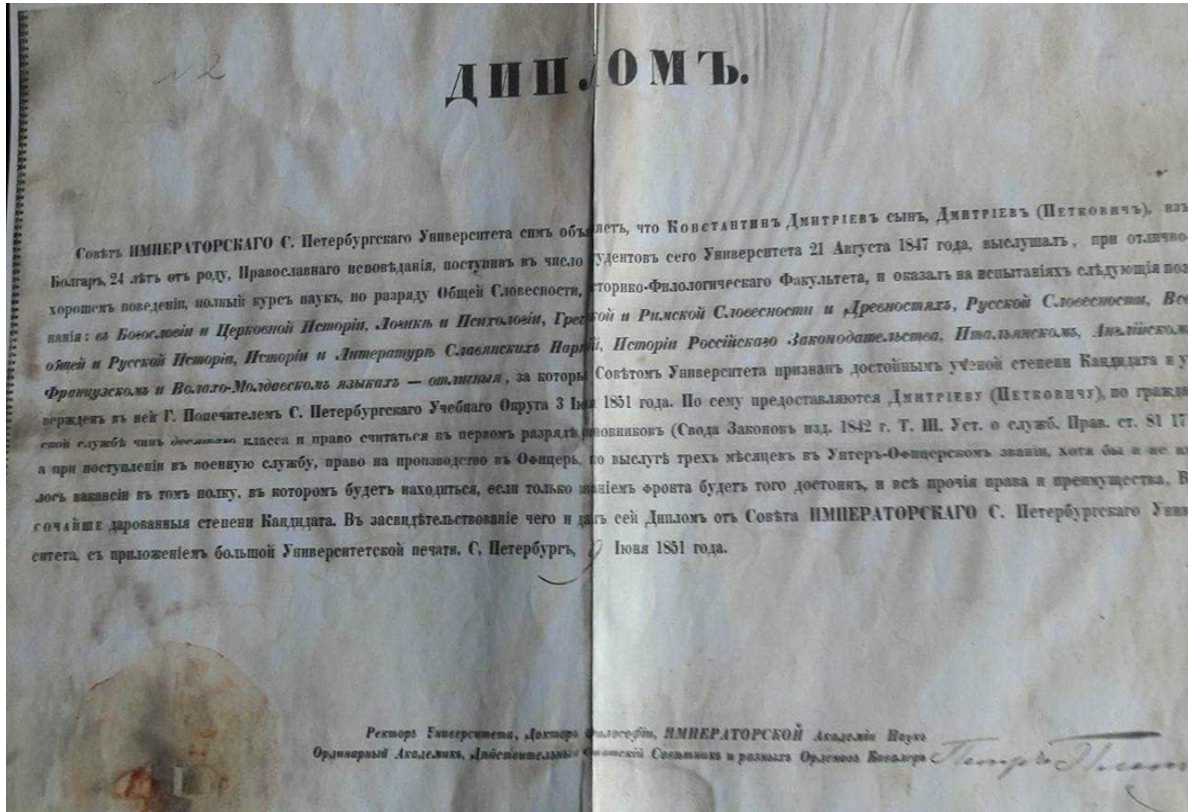 № 2
ДИПЛОМЪ.
Совѣтъ ИМПЕРАТОРСКАГО С. Петербургскаго Университета симъ объявляетъ, что Константинъ Дмитріевъ сынъ, Дмитріевъ (Петковичъ), изъ
Болгаръ, 24 лѣтъ отъ роду, Православнаго исповѣданія, поступивъ въ число студентовъ сего Университета 21 Августа 1847 года, выслушалъ, при отлично-
хорошемъ поведеніи, полный курсъ наукъ, по разряду Общей Словесности, Историко-Филологическаго Факультета, и оказалъ на испытаніяхъ слѣдующія поз
нанія: въ Богословіи и Церковной Исторіи, Логикѣ и Психологіи, Греческой и Римской Словесности и Древностяхъ, Русской Словесности, Все
общей и Русской Исторіи, Исторіи и Литературѣ Славянскихъ Нарѣчій, Исторіи Россійскаго Законодательства, Итальянскомъ, Англійскомъ
Французскомъ и Волахо-Молдавскомъ языкахъ — отличныя, за которыя Совѣтомъ Университета признанъ достойнымъ ученой степени Кандидата и ут
вержденъ въ ней Г. Попечителемъ С. Петербургскаго Учебнаго Округа 3 1851 года. По сему предоставляются Дмитріеву (Петковичу), по граждан
ской службѣ чинъ десятаго класса и право считаться въ первомъ разрядѣ чиновниковъ (Свода Законовъ изд. 1842 г. Т. III. Уст. о служб. Прав. ст. 81 17
а при поступленіи въ военную службу, право на производство въ Офицеры, по выслугѣ трехъ мѣсяцевъ въ Унтеръ-Офицерскомъ званіи, хотя бы и не
лось вакансіи въ томъ полку, въ которомъ будетъ находиться, если только знаніемъ фронта будетъ того достоинъ, и всѣ прочія права и преимущества, В
сочайше дарованныя степени Кандидата. Въ засвидѣтельствованіе чего и данъ сей Дипломъ отъ Совѣта ИМПЕРАТОРСКАГО С. Петербургскаго Унив
ситета, съ приложеніемъ большой Университетской печати. С. Петербургъ, Іюня 1851 года.
Ректоръ Университета, Докторъ Философіи, ИМПЕРАТОРСКОЙ Академіи Наукъ
Ординарный Академикъ, Дѣйствительный Статскій Совѣтникъ и разныхъ Орденовъ Кавалеръ Петръ Плет